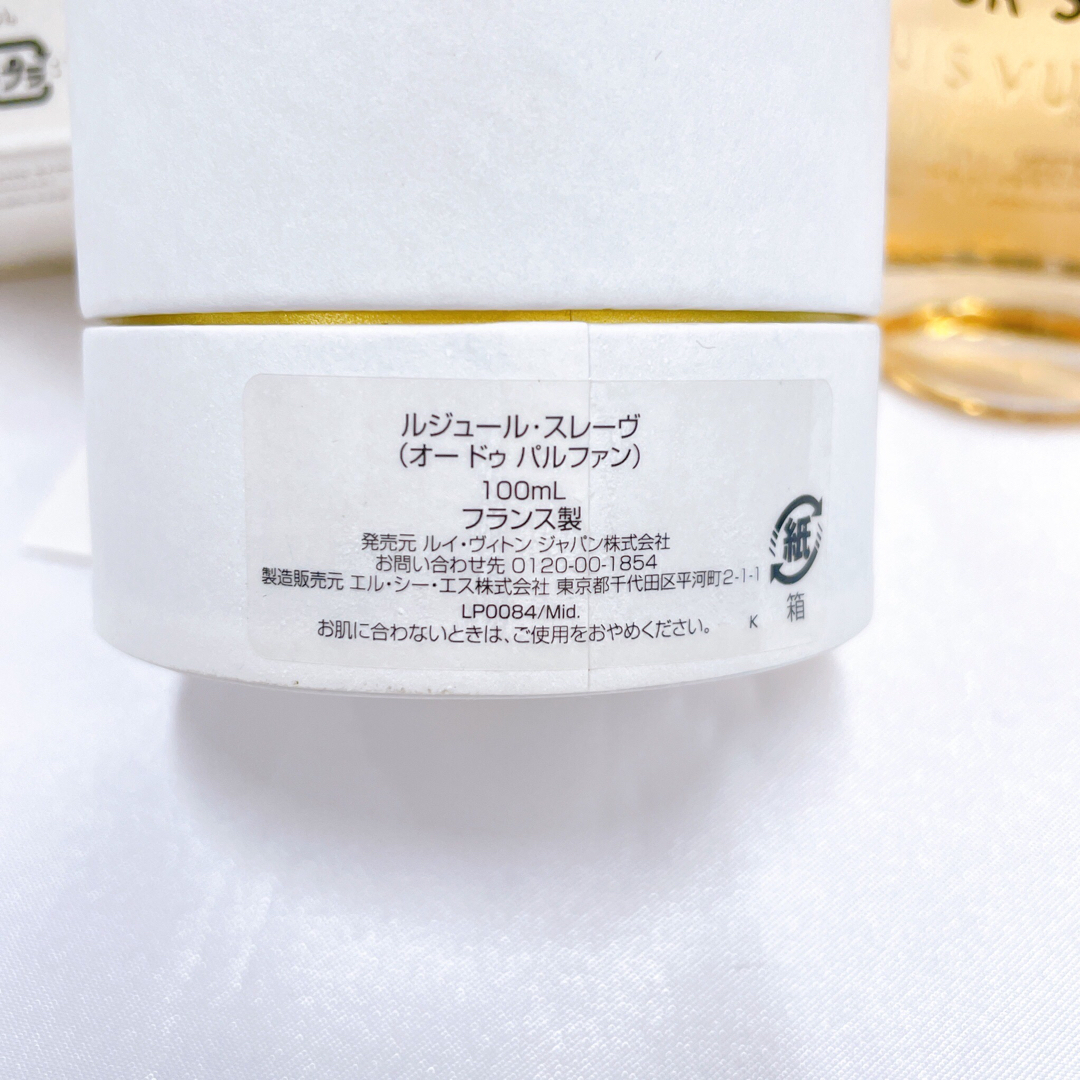 ルジュール・スレーヴ
(オー ドゥ パルファン)
100mL
フランス製
発売元 ルイ・ヴィトン ジャパン株式会社
お問い合わせ先 0120-00-1854
製造販売元 エル・シー・エス株式会社 東京都千代田区平河町2-1-1
LP0084/Mid.
お肌に合わないときは、ご使用をおやめください。
K
紙
箱
プラ